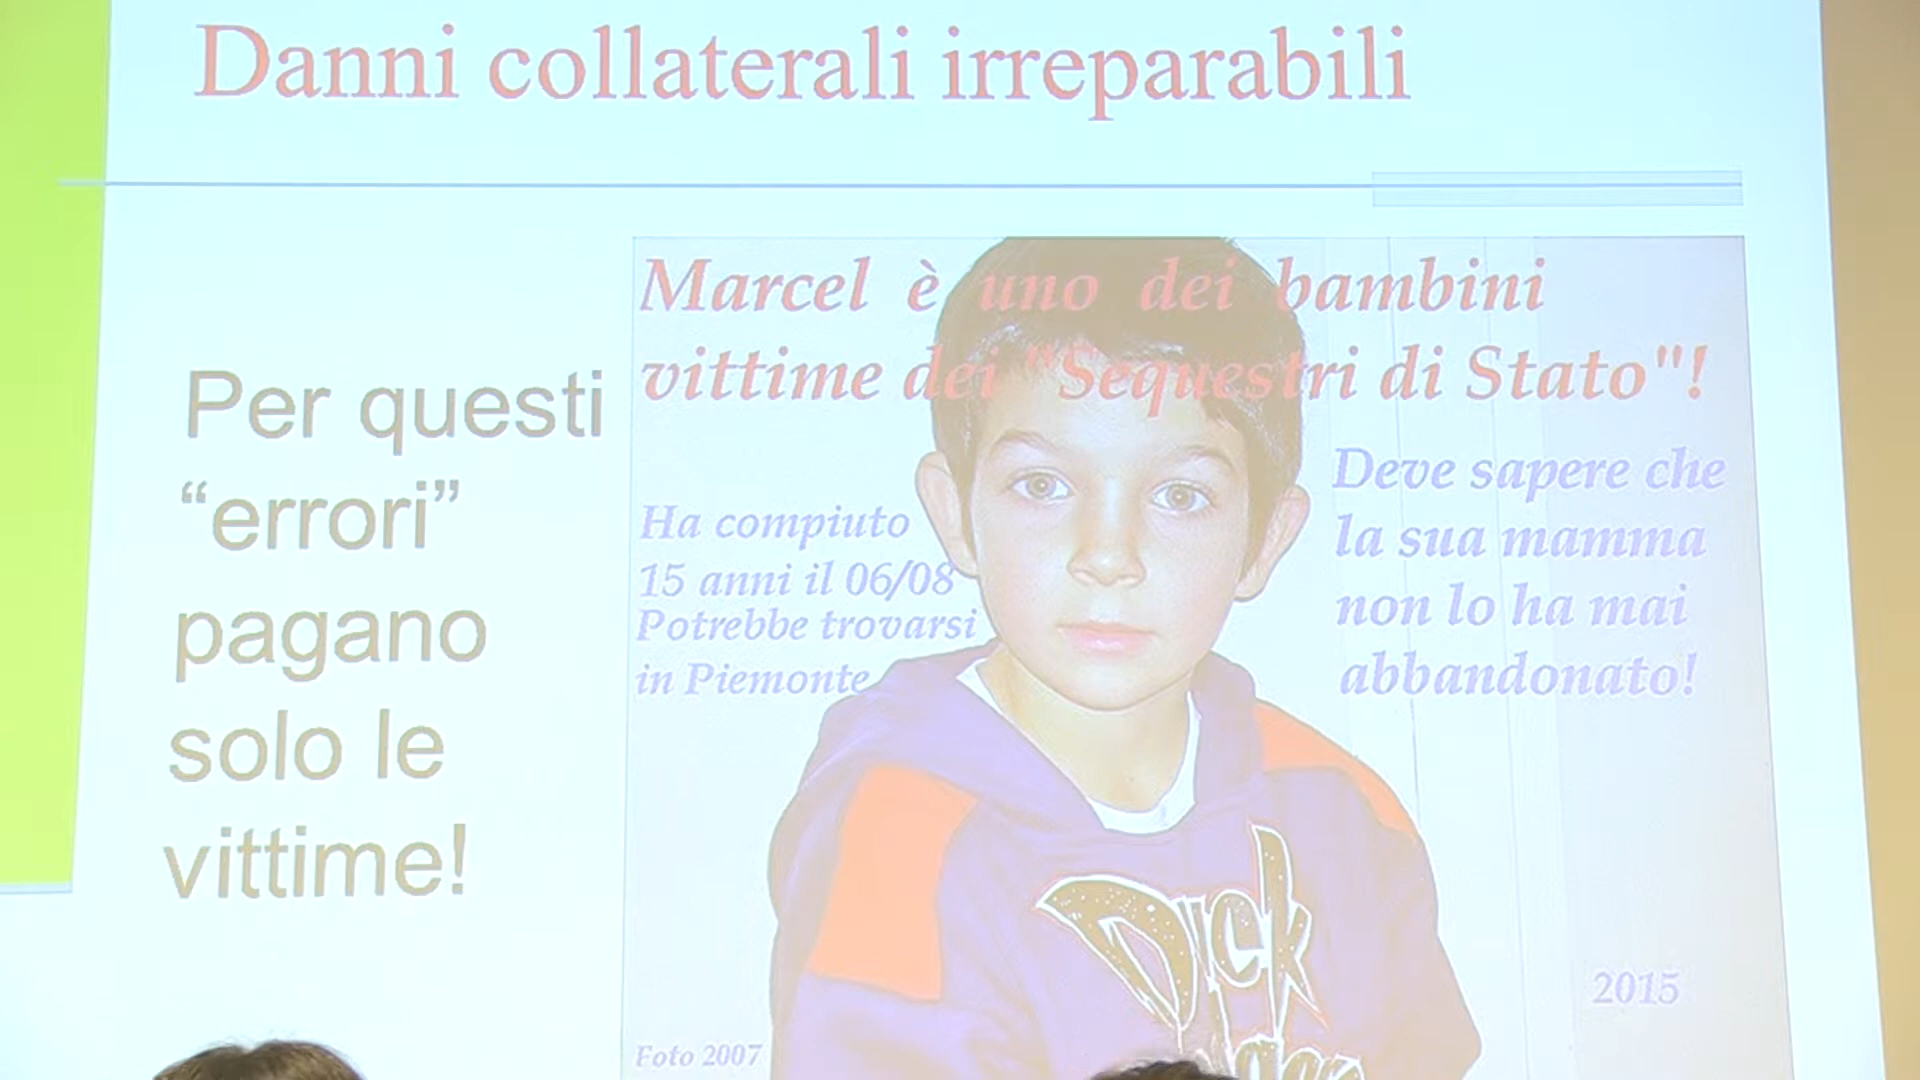 Danni collaterali irreparabili
Per questi
“errori”
pagano
solo le
vittime!
Marcel è uno dei bambini
vittime dei "Sequestri di Stato"!
Ha compiuto
15 anni il 06/08
Potrebbe trovarsi
in Piemonte
Deve sapere che
la sua mamma
non lo ha mai
abbandonato!
Dick
2015
Foto 2007